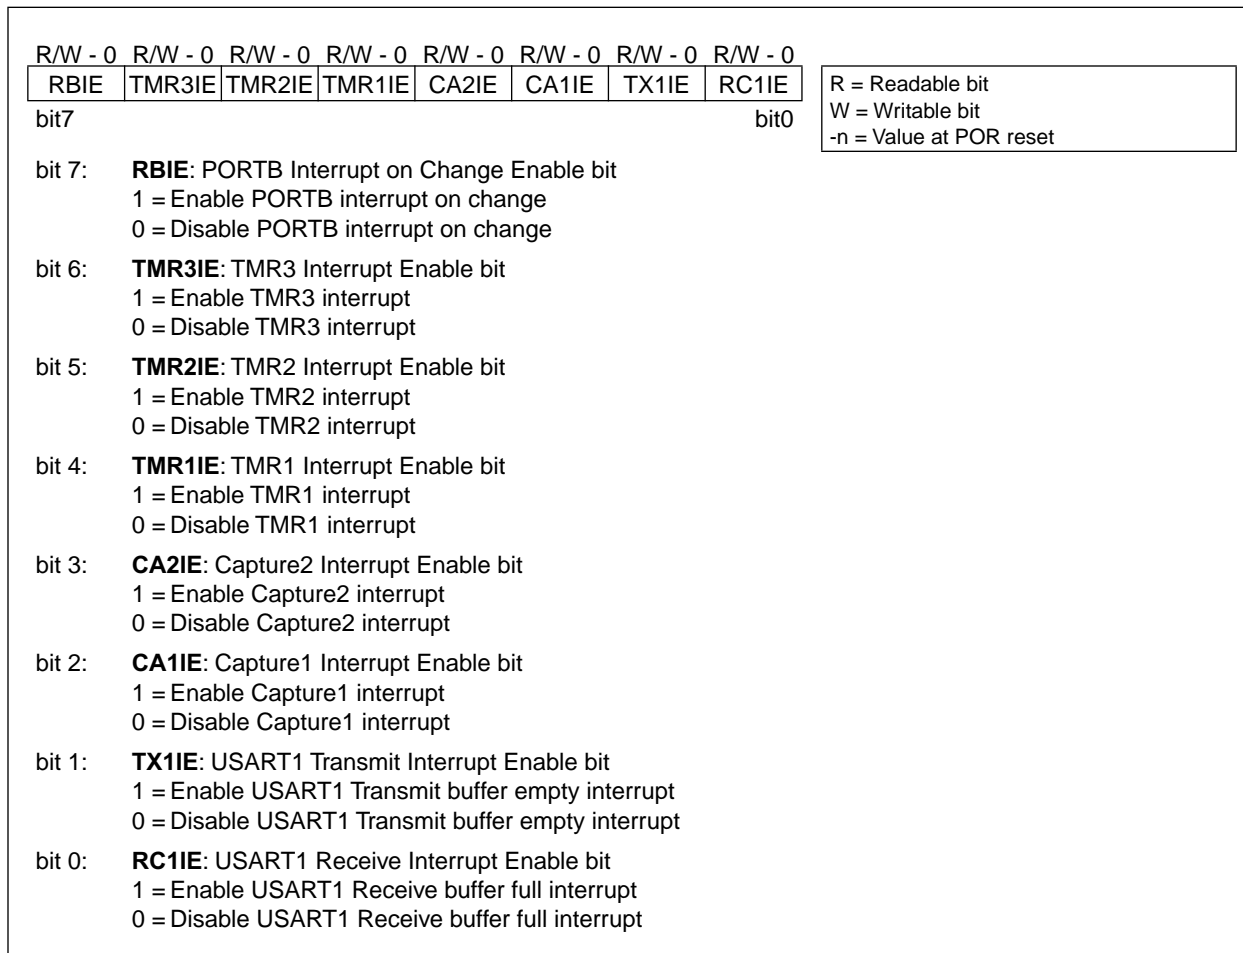 R/W - 0 R/W - 0 R/W - 0 R/W - 0 R/W - 0 R/W - 0 R/W - 0 R/W - 0
RBIE TMR3IE TMR2IE TMR1IE CA2IE CA1IE TX1IE RC1IE
bit7 bit0
R = Readable bit
W = Writable bit
-n = Value at POR reset
bit 7: RBIE: PORTB Interrupt on Change Enable bit
1 = Enable PORTB interrupt on change
0 = Disable PORTB interrupt on change
bit 6: TMR3IE: TMR3 Interrupt Enable bit
1 = Enable TMR3 interrupt
0 = Disable TMR3 interrupt
bit 5: TMR2IE: TMR2 Interrupt Enable bit
1 = Enable TMR2 interrupt
0 = Disable TMR2 interrupt
bit 4: TMR1IE: TMR1 Interrupt Enable bit
1 = Enable TMR1 interrupt
0 = Disable TMR1 interrupt
bit 3: CA2IE: Capture2 Interrupt Enable bit
1 = Enable Capture2 interrupt
0 = Disable Capture2 interrupt
bit 2: CA1IE: Capture1 Interrupt Enable bit
1 = Enable Capture1 interrupt
0 = Disable Capture1 interrupt
bit 1: TX1IE: USART1 Transmit Interrupt Enable bit
1 = Enable USART1 Transmit buffer empty interrupt
0 = Disable USART1 Transmit buffer empty interrupt
bit 0: RC1IE: USART1 Receive Interrupt Enable bit
1 = Enable USART1 Receive buffer full interrupt
0 = Disable USART1 Receive buffer full interrupt